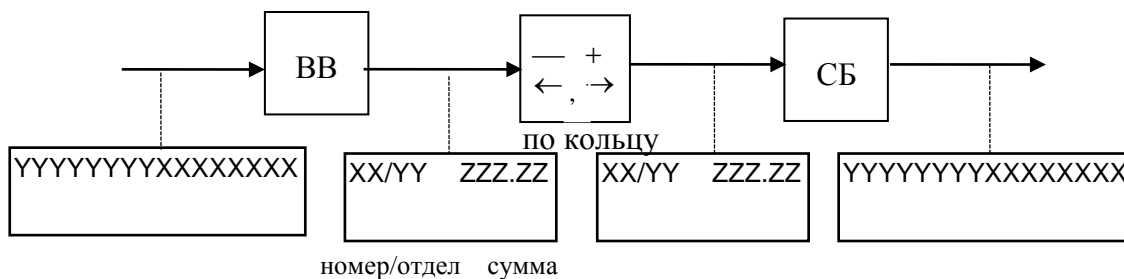 ВВ
— +
← , →
СБ
по кольцу
YYYYYYYYXXXXXXXX
XX/YY ZZZ.ZZ
XX/YY ZZZ.ZZ
YYYYYYYYXXXXXXXX
номер/отдел сумма